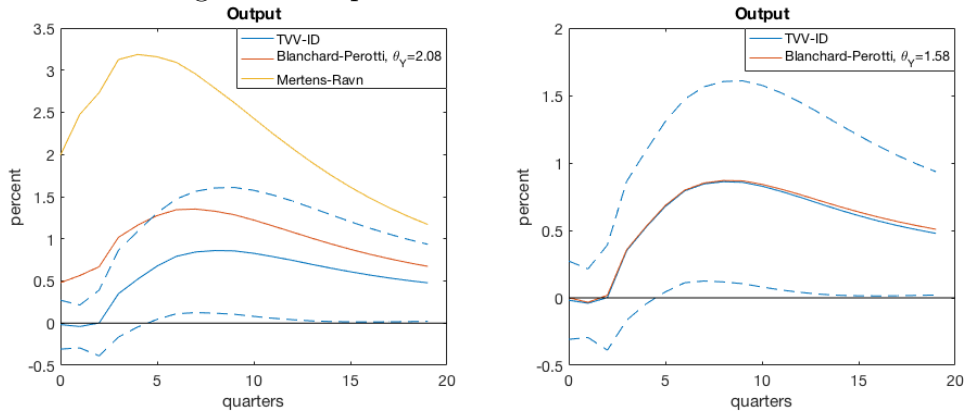 Output
3.5
3
2.5
2
1.5
1
0.5
0
-0.5
percent
TVV-ID
Blanchard-Perotti, θ_Y=2.08
Mertens-Ravn
0 5 10 15 20
quarters
Output
2
1.5
1
0.5
0
-0.5
percent
TVV-ID
Blanchard-Perotti, θ_Y=1.58
0 5 10 15 20
quarters